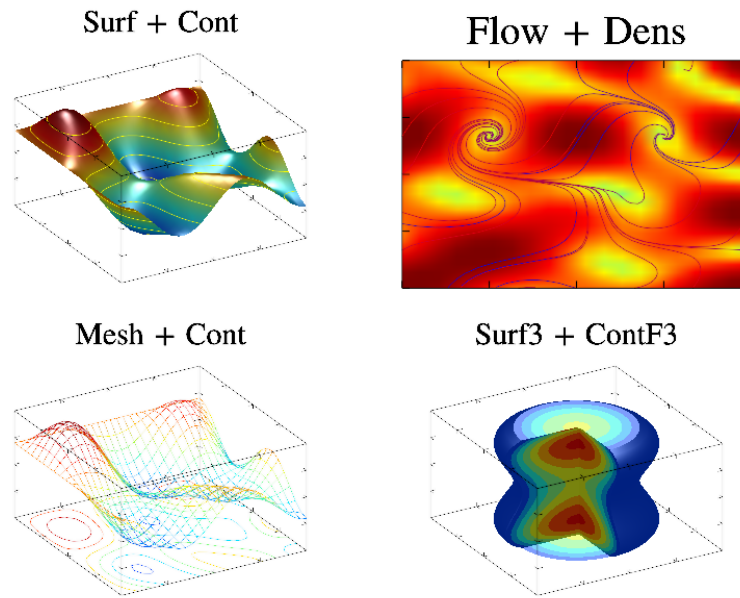 Surf + Cont
Flow + Dens
Mesh + Cont
Surf3 + ContF3